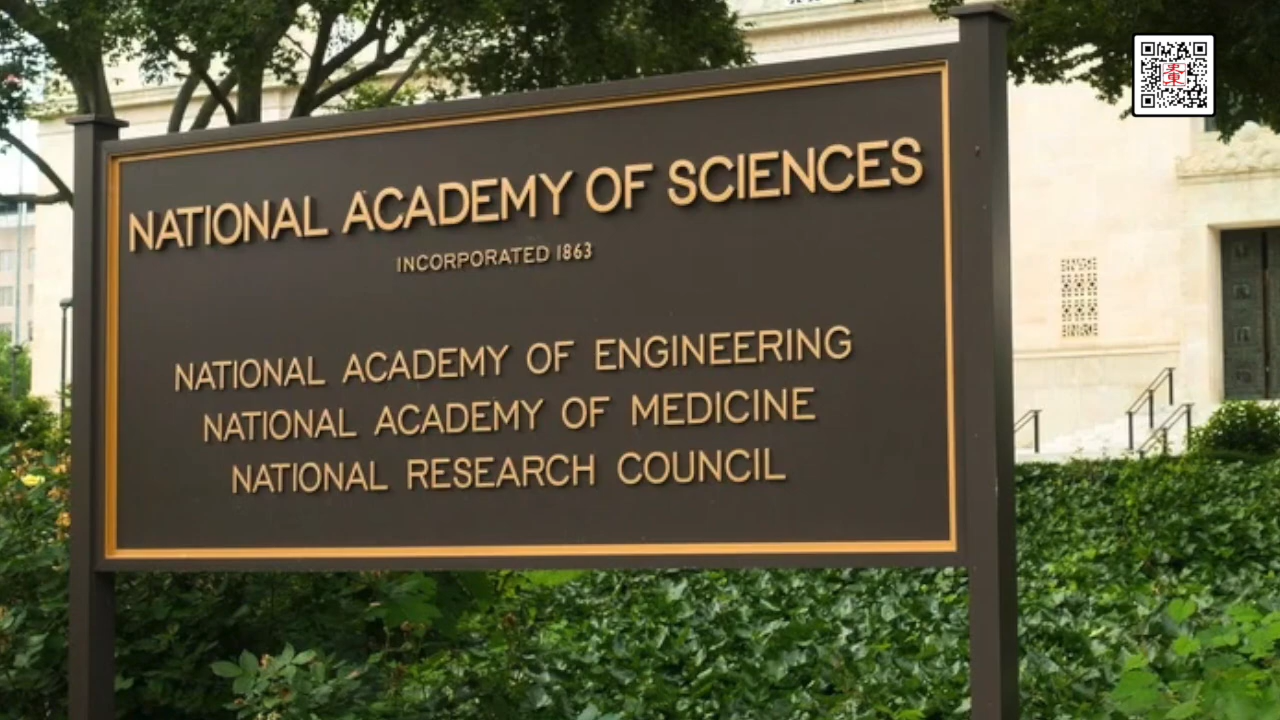 NATIONAL ACADEMY OF SCIENCES
INCORPORATED 1863
NATIONAL ACADEMY OF ENGINEERING
NATIONAL ACADEMY OF MEDICINE
NATIONAL RESEARCH COUNCIL